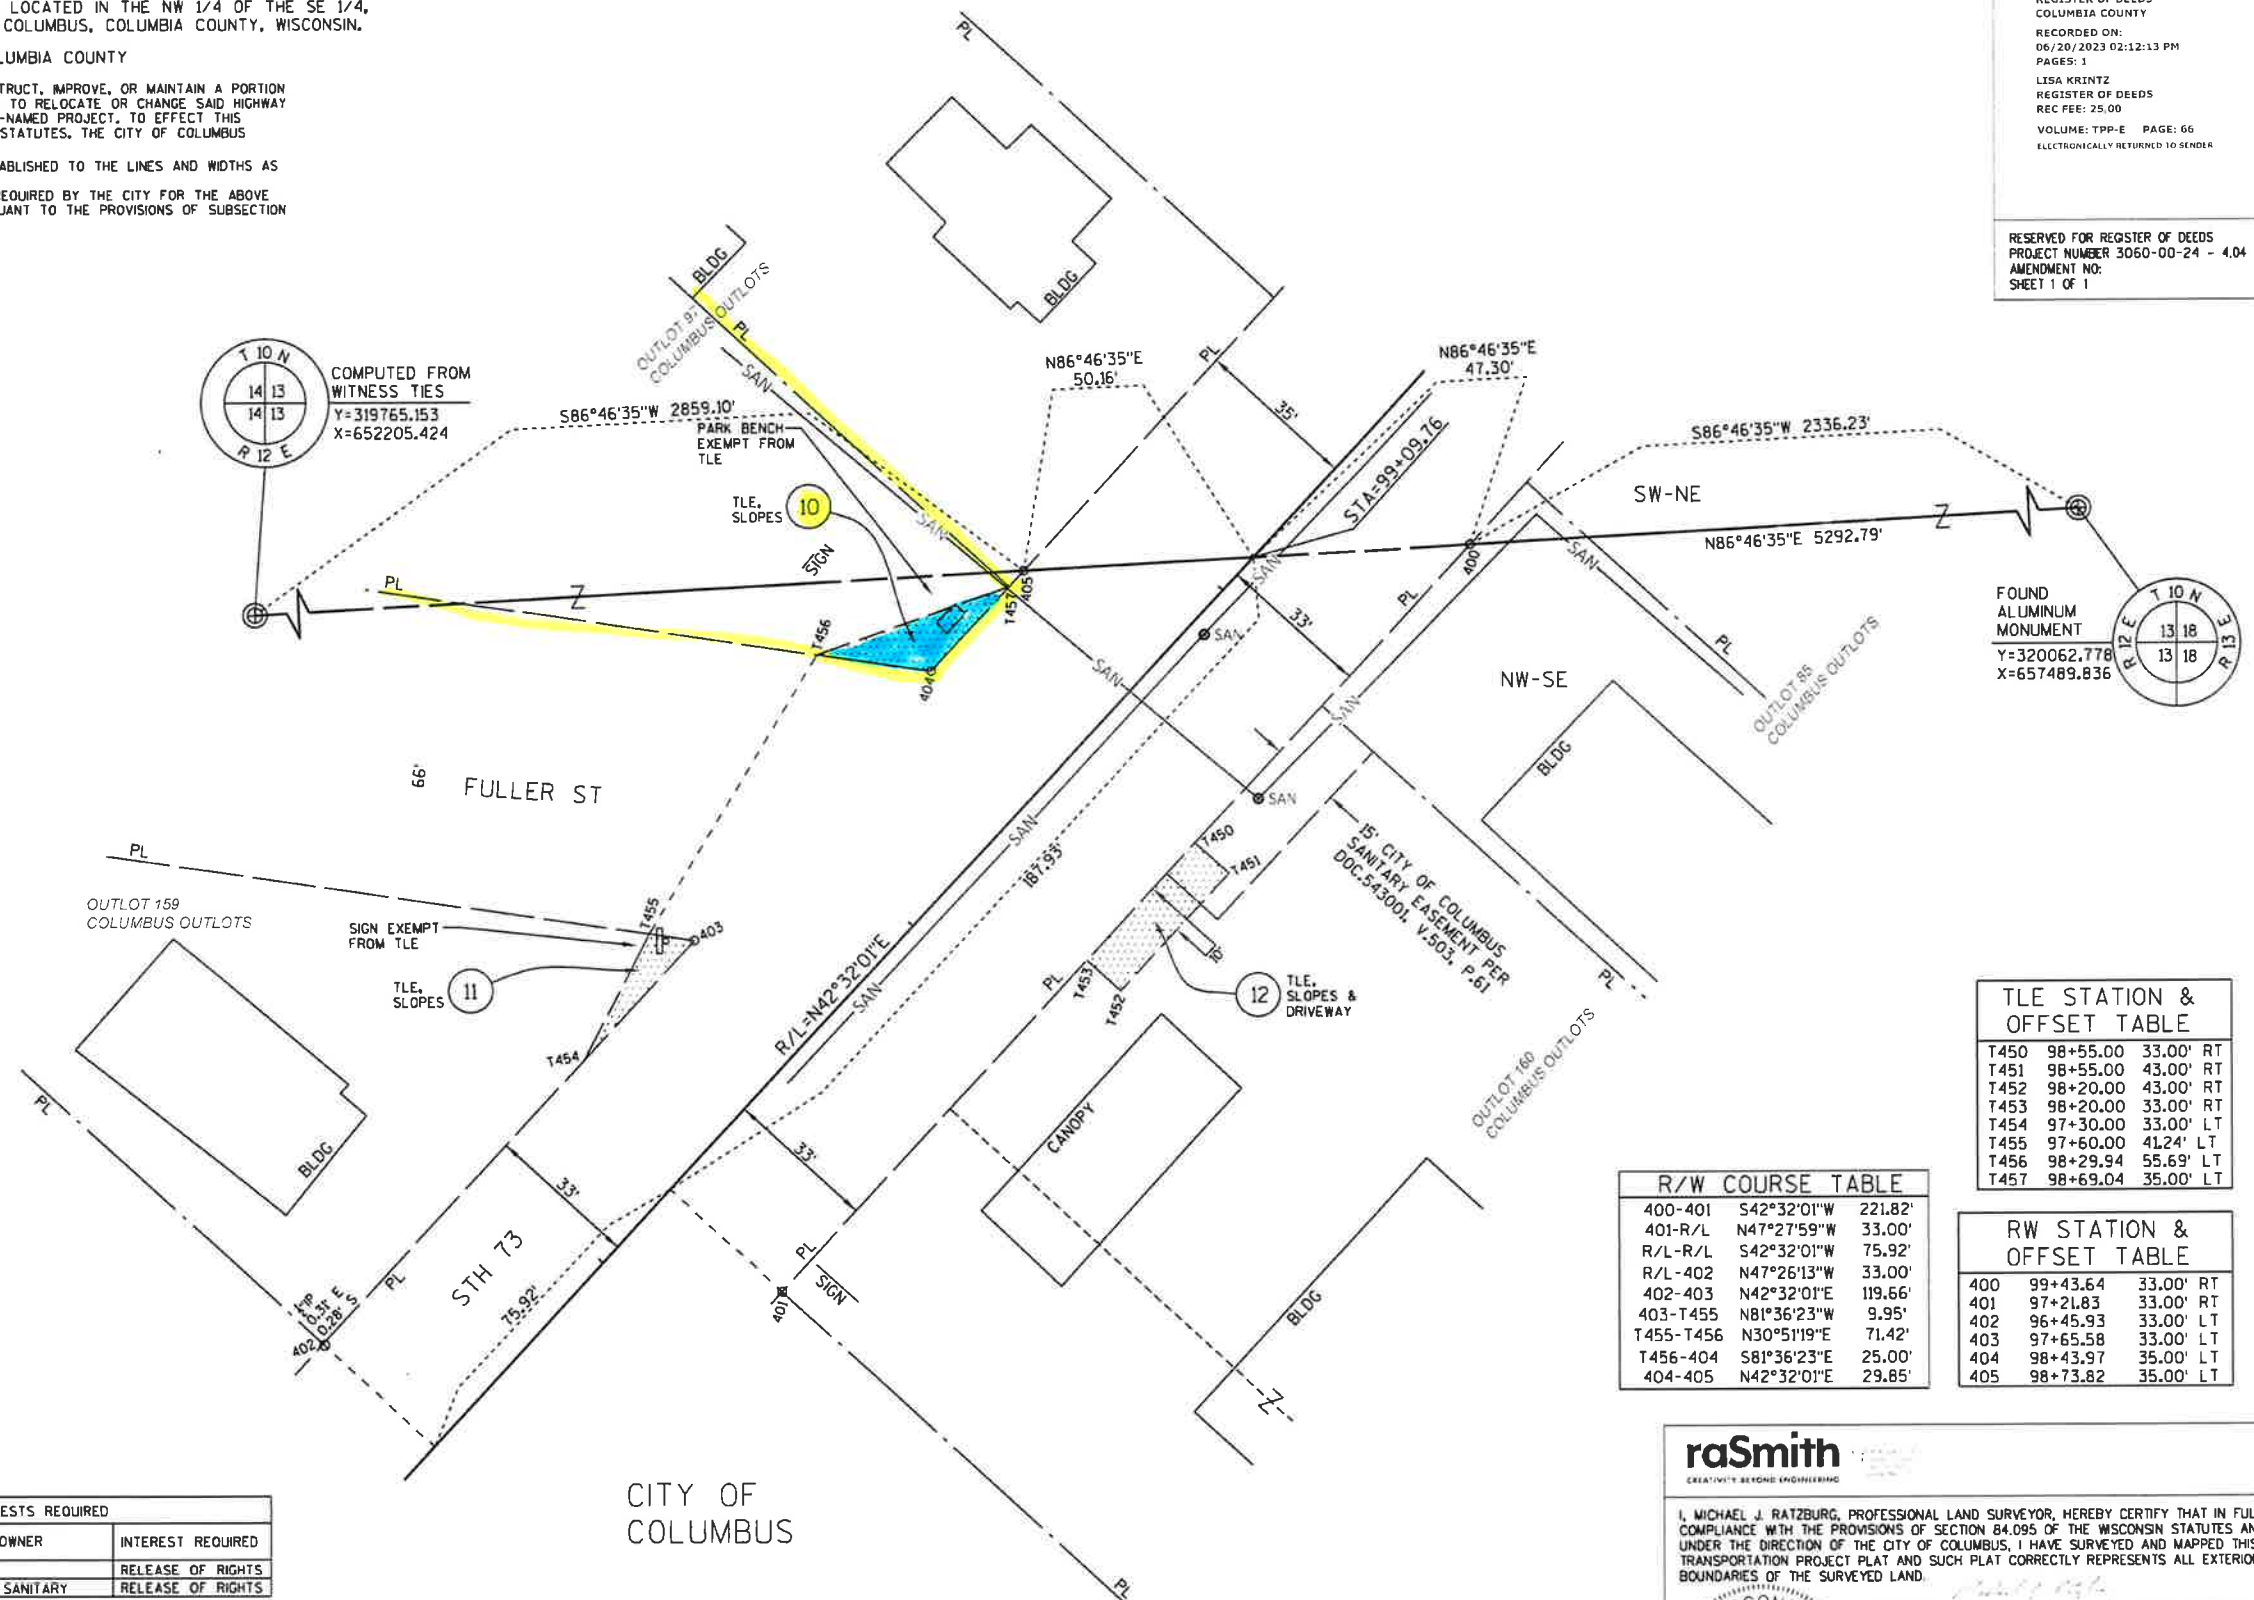 LOCATED IN THE NW 1/4 OF THE SE 1/4,
COLUMBUS, COLUMBIA COUNTY, WISCONSIN.
LUMBIA COUNTY
TRUCT, IMPROVE, OR MAINTAIN A PORTION
TO RELOCATE OR CHANGE SAID HIGHWAY
-NAMED PROJECT. TO EFFECT THIS
STATUTES, THE CITY OF COLUMBUS
ABLISHED TO THE LINES AND WIDTHS AS
EQUIRED BY THE CITY FOR THE ABOVE
UANT TO THE PROVISIONS OF SUBSECTION
REGISTER OF DEEDS
COLUMBIA COUNTY
RECORDED ON:
06/20/2023 02:12:13 PM
PAGES: 1
LISA KRINTZ
REGISTER OF DEEDS
REC FEE: 25.00
VOLUME: TPP-E PAGE: 66
ELECTRONICALLY RETURNED TO SENDER
RESERVED FOR REGISTER OF DEEDS
PROJECT NUMBER 3060-00-24 - 4.04
AMENDMENT NO:
SHEET 1 OF 1
PL
BLDG
BLDG
OUTLOT 97
COLUMBUS OUTLOTS
PL
SAN
PL
35'
N86°46'35"E
50.16'
N86°46'35"E
47.30'
STA=99+09.76
S86°46'35"W 2336.23'
SW-NE
N86°46'35"E 5292.79'
Z
T 10 N
14 13
14 13
R 12 E
COMPUTED FROM
WITNESS TIES
Y=319765.153
X=652205.424
S86°46'35"W 2859.10'
PARK BENCH
EXEMPT FROM
TLE
TLE,
SLOPES
10
SIGN
SAN
PL
Z
T456
T457
405
404
400
SAN
SAN
SAN
33'
PL
PL
SAN
SAN
NW-SE
FOUND
ALUMINUM
MONUMENT
Y=320062.778
X=657489.836
T 10 N
R 12 E
13 18
13 18
R 13 E
OUTLOT 85
COLUMBUS OUTLOTS
BLDG
66'
FULLER ST
SAN
SAN
187.93'
T450
T451
15' CITY OF COLUMBUS
SANITARY EASEMENT PER
DOC.543001, V.503, P.61
PL
PL
OUTLOT 159
COLUMBUS OUTLOTS
SIGN EXEMPT
FROM TLE
T455
403
TLE,
SLOPES
11
T454
R/L=N42°32'01"E
SAN
PL
T453
T452
10'
12
TLE,
SLOPES &
DRIVEWAY
OUTLOT 160
COLUMBUS OUTLOTS
PL
BLDG
CANOPY
33'
33'
STH 73
75.92'
PL
1"IP
0.31' E
0.28' S
402
PL
SIGN
401
BLDG
Z
PL
CITY OF
COLUMBUS
TLE STATION &
OFFSET TABLE
T450 98+55.00 33.00' RT
T451 98+55.00 43.00' RT
T452 98+20.00 43.00' RT
T453 98+20.00 33.00' RT
T454 97+30.00 33.00' LT
T455 97+60.00 41.24' LT
T456 98+29.94 55.69' LT
T457 98+69.04 35.00' LT
R/W COURSE TABLE
400-401 S42°32'01"W 221.82'
401-R/L N47°27'59"W 33.00'
R/L-R/L S42°32'01"W 75.92'
R/L-402 N47°26'13"W 33.00'
402-403 N42°32'01"E 119.66'
403-T455 N81°36'23"W 9.95'
T455-T456 N30°51'19"E 71.42'
T456-404 S81°36'23"E 25.00'
404-405 N42°32'01"E 29.85'
RW STATION &
OFFSET TABLE
400 99+43.64 33.00' RT
401 97+21.83 33.00' RT
402 96+45.93 33.00' LT
403 97+65.58 33.00' LT
404 98+43.97 35.00' LT
405 98+73.82 35.00' LT
ESTS REQUIRED
OWNER INTEREST REQUIRED
RELEASE OF RIGHTS
SANITARY RELEASE OF RIGHTS
raSmith
CREATIVITY BEYOND ENGINEERING
I, MICHAEL J. RATZBURG, PROFESSIONAL LAND SURVEYOR, HEREBY CERTIFY THAT IN FUL
COMPLIANCE WITH THE PROVISIONS OF SECTION 84.095 OF THE WISCONSIN STATUTES AN
UNDER THE DIRECTION OF THE CITY OF COLUMBUS, I HAVE SURVEYED AND MAPPED THIS
TRANSPORTATION PROJECT PLAT AND SUCH PLAT CORRECTLY REPRESENTS ALL EXTERIO
BOUNDARIES OF THE SURVEYED LAND.